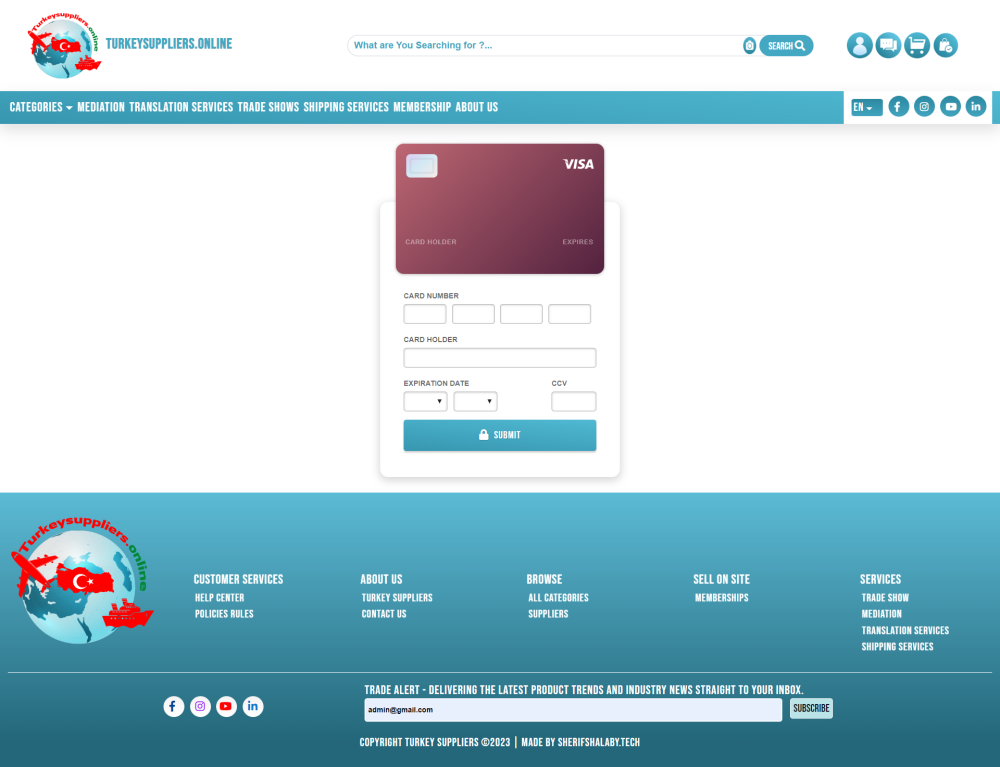 Turkeysuppliers.online
TURKEYSUPPLIERS.ONLINE
What are You Searching for ?...
SEARCH
CATEGORIES MEDIATION TRANSLATION SERVICES TRADE SHOWS SHIPPING SERVICES MEMBERSHIP ABOUT US
EN
VISA
CARD HOLDER EXPIRES
CARD NUMBER
CARD HOLDER
EXPIRATION DATE CCV
SUBMIT
Turkeysuppliers.online
CUSTOMER SERVICES
HELP CENTER
POLICIES RULES
ABOUT US
TURKEY SUPPLIERS
CONTACT US
BROWSE
ALL CATEGORIES
SUPPLIERS
SELL ON SITE
MEMBERSHIPS
SERVICES
TRADE SHOW
MEDIATION
TRANSLATION SERVICES
SHIPPING SERVICES
TRADE ALERT - DELIVERING THE LATEST PRODUCT TRENDS AND INDUSTRY NEWS STRAIGHT TO YOUR INBOX.
admin@gmail.com
SUBSCRIBE
COPYRIGHT TURKEY SUPPLIERS ©2023 | MADE BY SHERIFSHALABY.TECH